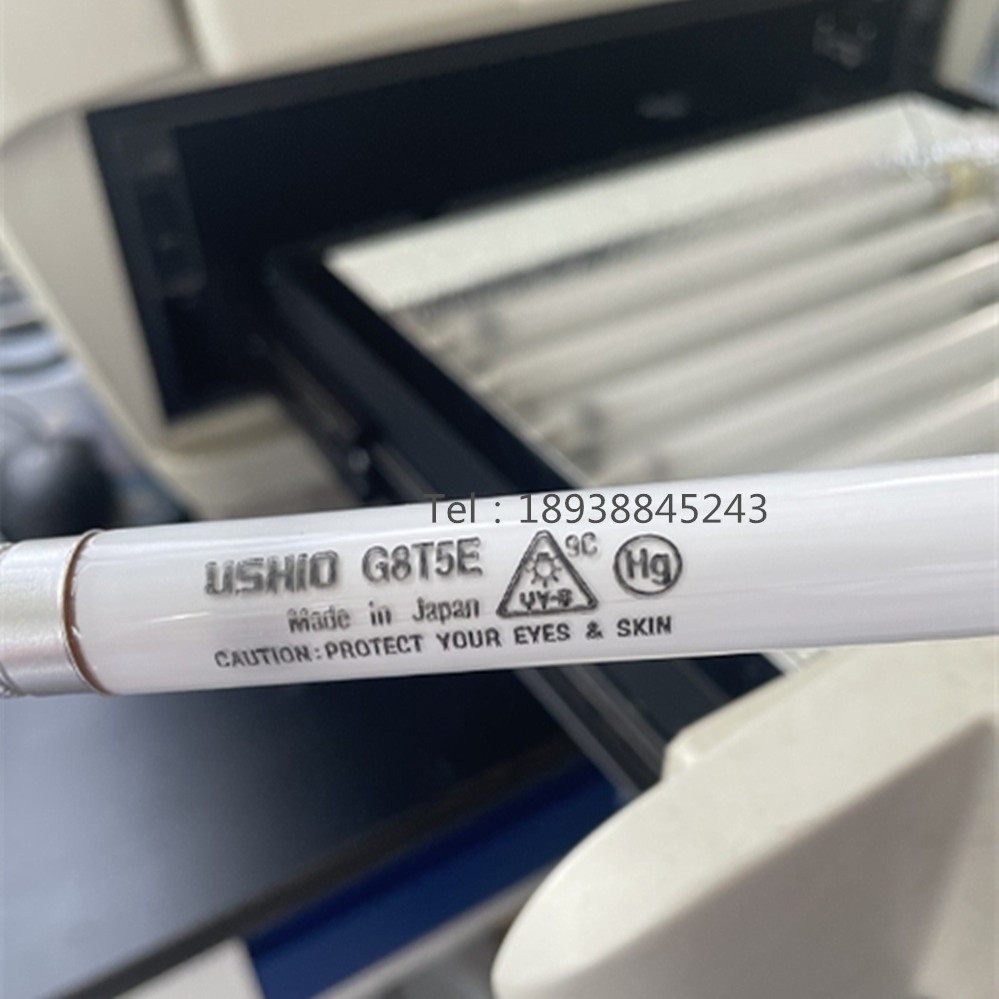 Tel : 18938845243
USHIO G8T5E 9C Hg
UV-B
Made in Japan
CAUTION:PROTECT YOUR EYES & SKIN